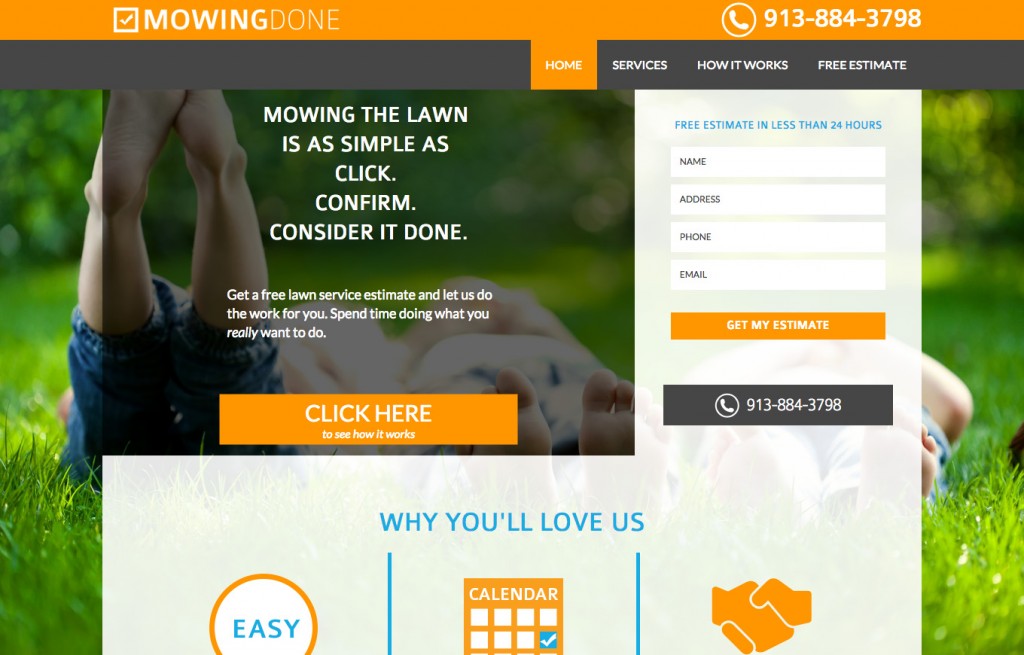 MOWINGDONE
913-884-3798
HOME
SERVICES
HOW IT WORKS
FREE ESTIMATE
MOWING THE LAWN
IS AS SIMPLE AS
CLICK.
CONFIRM.
CONSIDER IT DONE.
Get a free lawn service estimate and let us do
the work for you. Spend time doing what you
really want to do.
CLICK HERE
to see how it works
FREE ESTIMATE IN LESS THAN 24 HOURS
NAME
ADDRESS
PHONE
EMAIL
GET MY ESTIMATE
913-884-3798
WHY YOU'LL LOVE US
EASY
CALENDAR